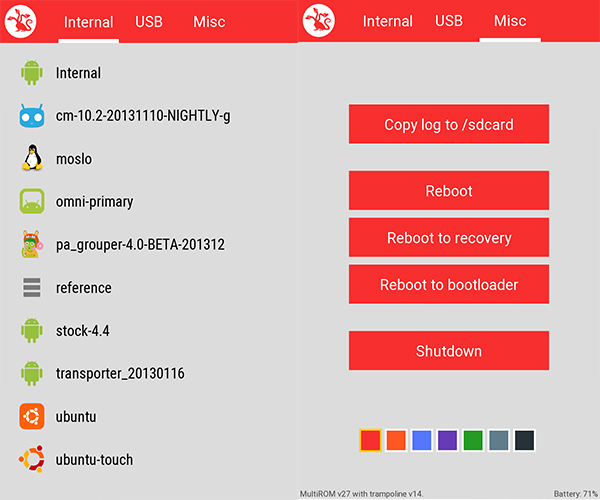 Internal USB Misc
Internal
cm-10.2-20131110-NIGHTLY-g
moslo
omni-primary
pa_grouper-4.0-BETA-201312
reference
stock-4.4
transporter_20130116
ubuntu
ubuntu-touch
Internal USB Misc
Copy log to /sdcard
Reboot
Reboot to recovery
Reboot to bootloader
Shutdown
MultiROM v27 with trampoline v14. Battery: 71%